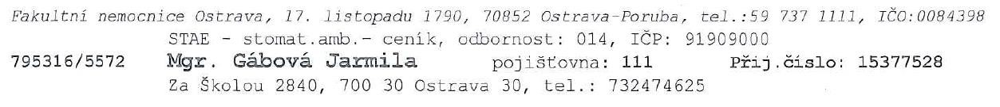 Fakultní nemocnice Ostrava, 17. listopadu 1790, 70852 Ostrava-Poruba, tel.:59 737 1111, IČO:0084398
STAE - stomat.amb.- ceník, odbornost: 014, IČP: 91909000
795316/5572 Mgr. Gábová Jarmila pojišťovna: 111 Přij.číslo: 15377528
Za Školou 2840, 700 30 Ostrava 30, tel.: 732474625